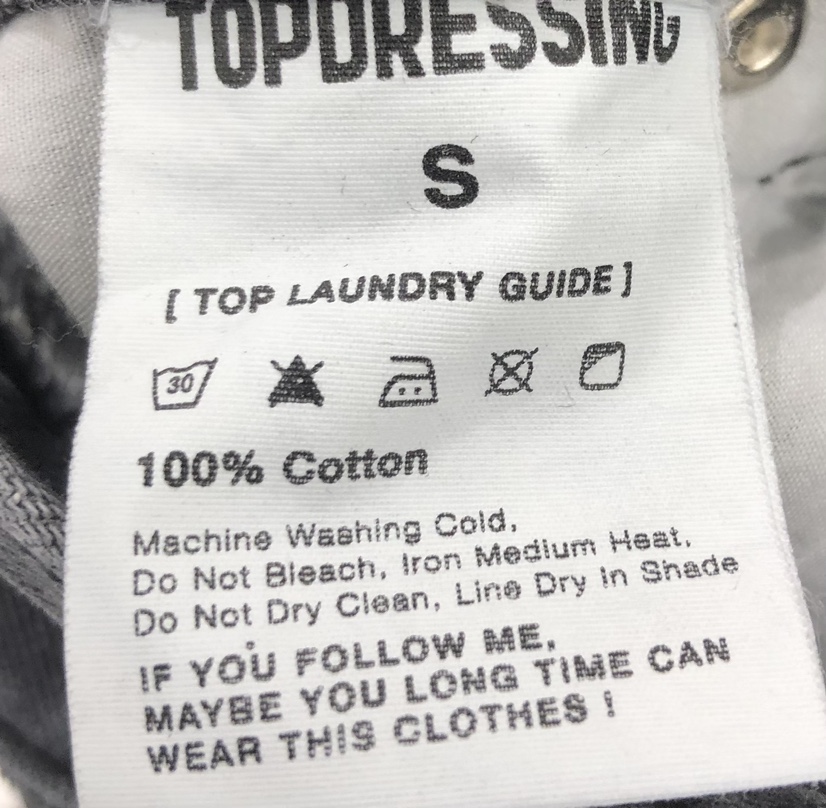 TOPDRESSING
S
[ TOP LAUNDRY GUIDE ]
30
100% Cotton
Machine Washing Cold,
Do Not Bleach, Iron Medium Heat,
Do Not Dry Clean, Line Dry In Shade
IF YOU FOLLOW ME,
MAYBE YOU LONG TIME CAN
WEAR THIS CLOTHES !